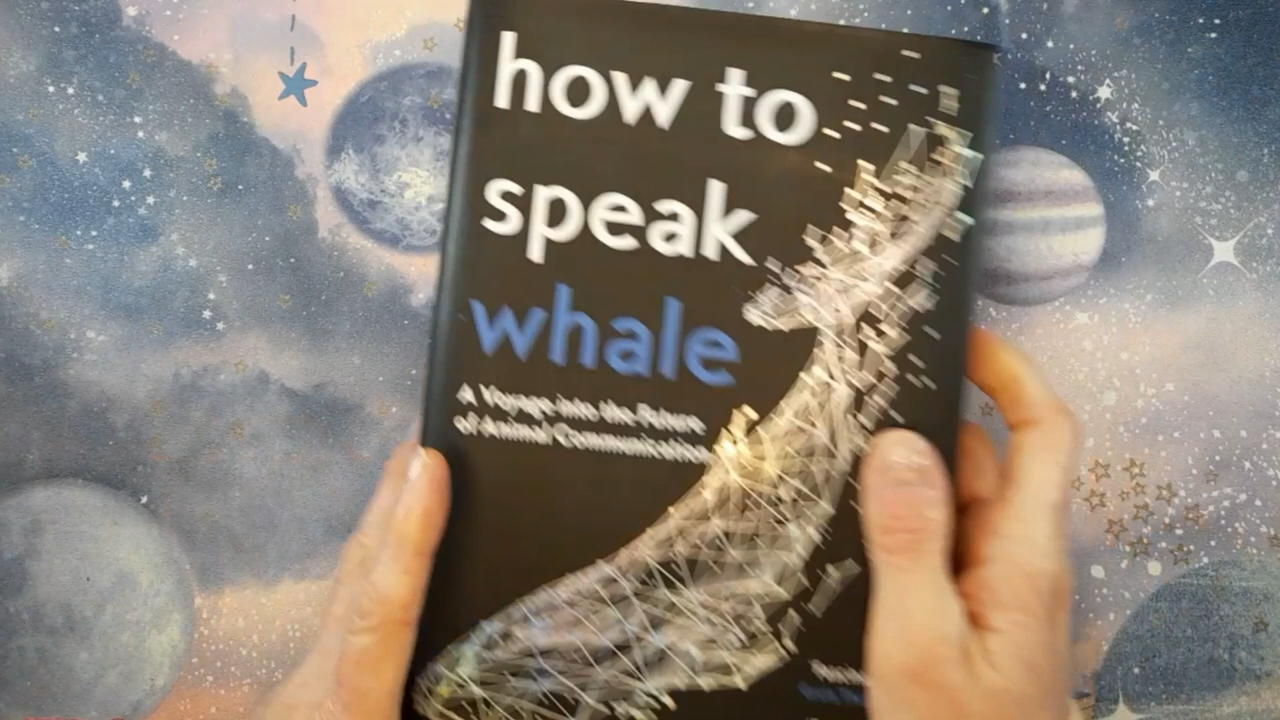 how to
speak
whale
A Voyage into the Future
of Animal Communication